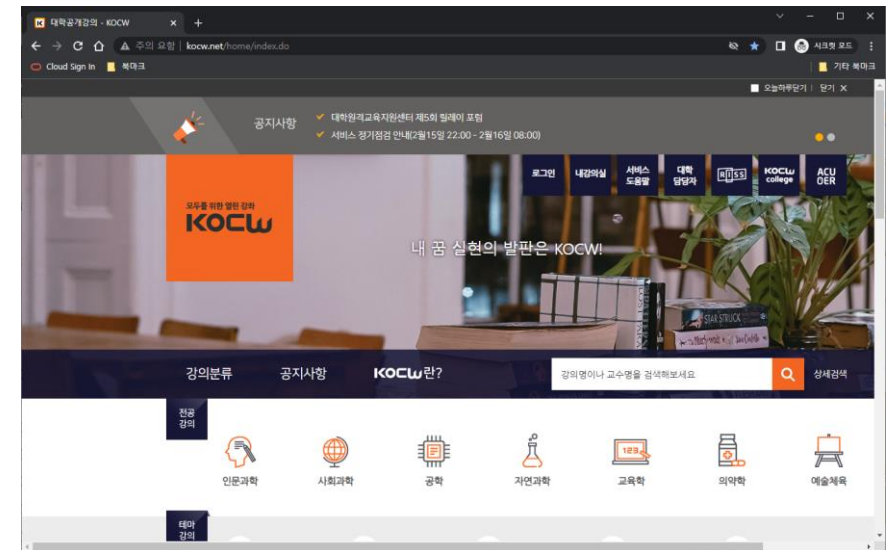 대학공개강의 - KOCW
주의 요함 | kocw.net/home/index.do
시크릿 모드
Cloud Sign In
북마크
기타 북마크
오늘하루닫기 | 닫기 X
공지사항
대학원격교육지원센터 제5회 릴레이 포럼
서비스 정기점검 안내(2월15일 22:00 - 2월16일 08:00)
모두를 위한 열린 강좌
KOCW
로그인
내강의실
서비스
도움말
대학
담당자
RISS
KOCW
college
ACU
OER
내 꿈 실현의 발판은 KOCW!
STAR STRUCK
강의분류
공지사항
KOCW란?
강의명이나 교수명을 검색해보세요
상세검색
전공
강의
인문과학
사회과학
공학
자연과학
123
교육학
의약학
예술체육
테마
강의